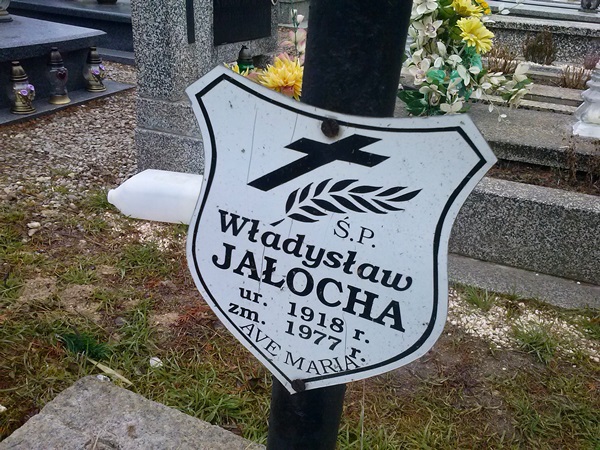 Ś.P.
Władysław
JAŁOCHA
ur. 1918 r.
zm. 1977 r.
AVE MARIA